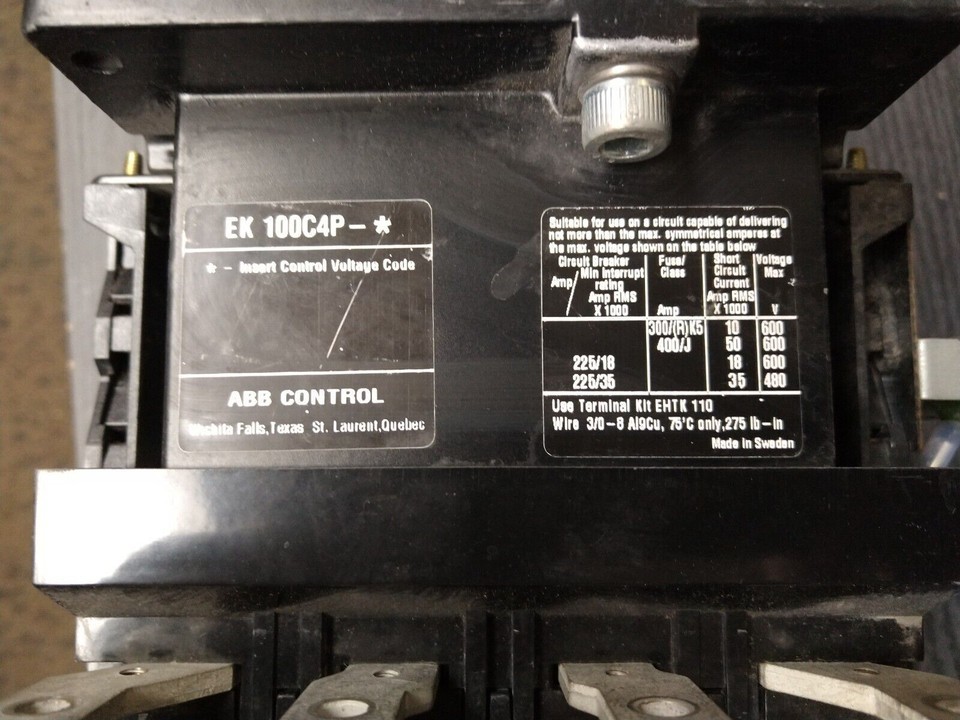 EK 100C4P-*
* - Insert Control Voltage Code
ABB CONTROL
Wichita Falls,Texas St. Laurent,Quebec
Suitable for use on a circuit capable of delivering
not more than the max. symmetrical amperes at
the max. voltage shown on the table below
Circuit Breaker Fuse/ Short Voltage
Amp/ Min Interrupt Class Circuit Max
rating Current
Amp RMS Amp RMS
X 1000 Amp X 1000 V
300/(R)K5 10 600
400/J 50 600
225/18 18 600
225/35 35 480
Use Terminal Kit EHTK 110
Wire 3/0-8 Al9Cu, 75°C only,275 lb-in
Made in Sweden